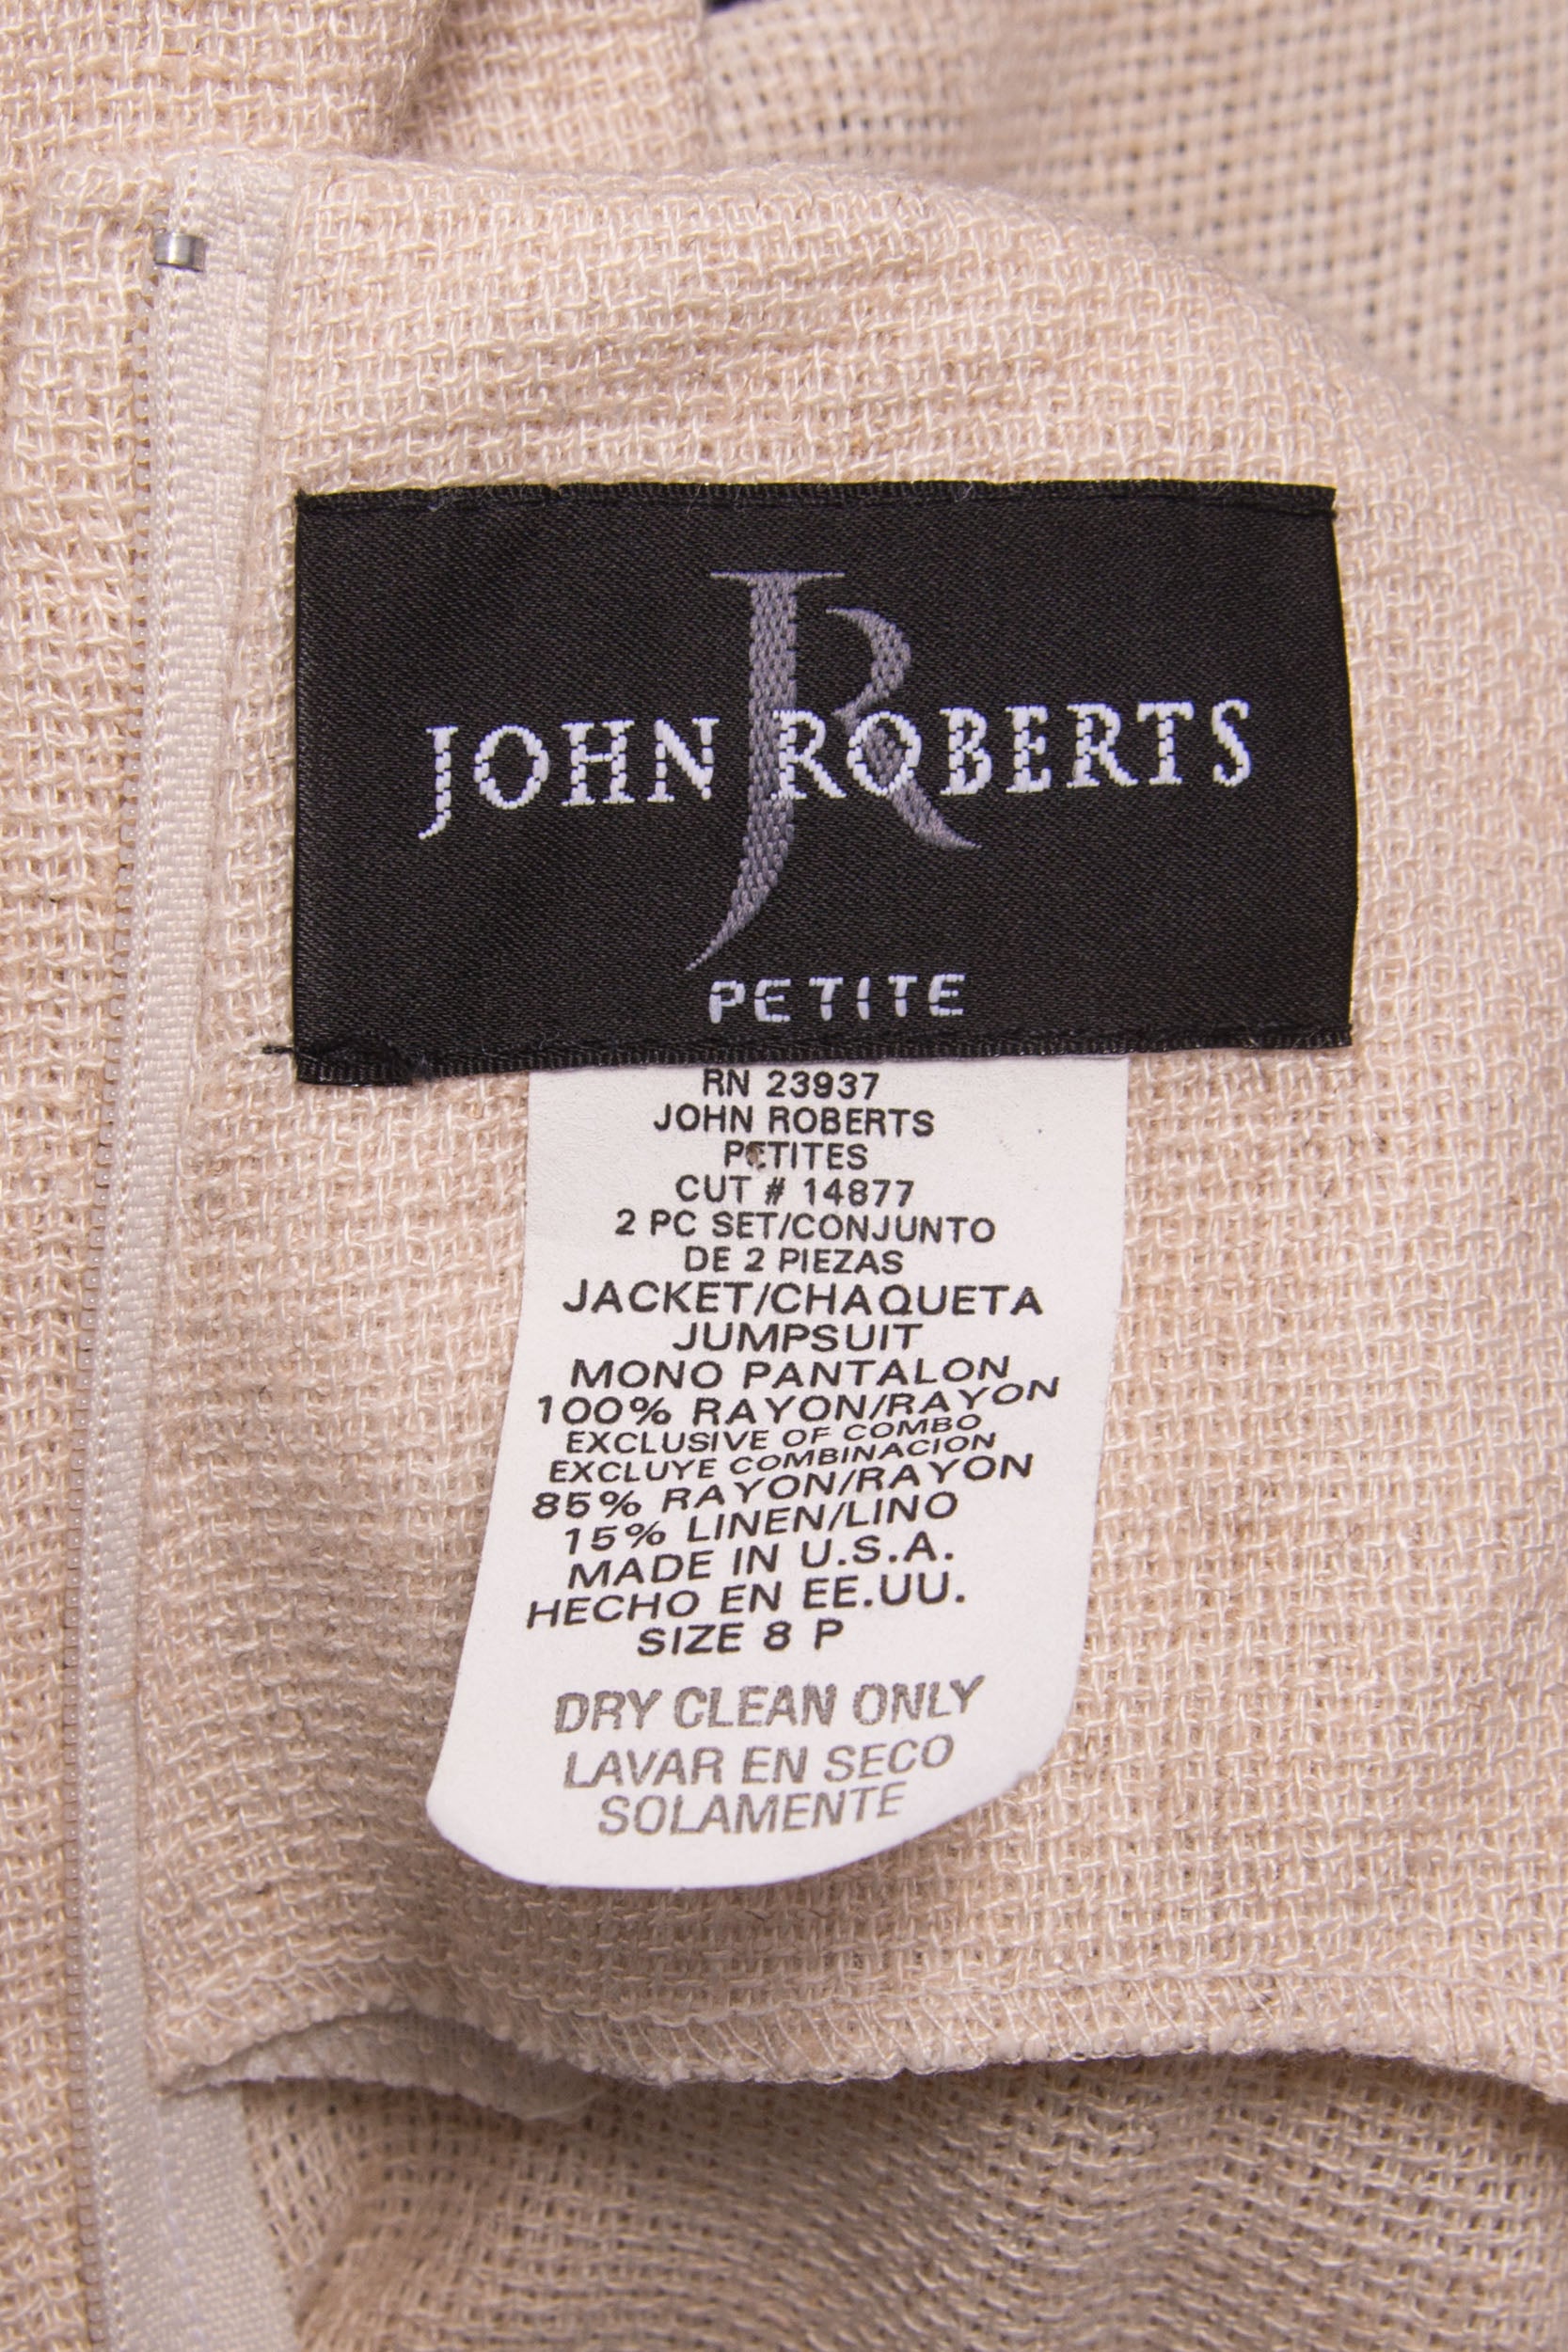 JR
JOHN ROBERTS
PETITE
RN 23937
JOHN ROBERTS
PETITES
CUT # 14877
2 PC SET/CONJUNTO
DE 2 PIEZAS
JACKET/CHAQUETA
JUMPSUIT
MONO PANTALON
100% RAYON/RAYON
EXCLUSIVE OF COMBO
EXCLUYE COMBINACION
85% RAYON/RAYON
15% LINEN/LINO
MADE IN U.S.A.
HECHO EN EE.UU.
SIZE 8 P
DRY CLEAN ONLY
LAVAR EN SECO
SOLAMENTE